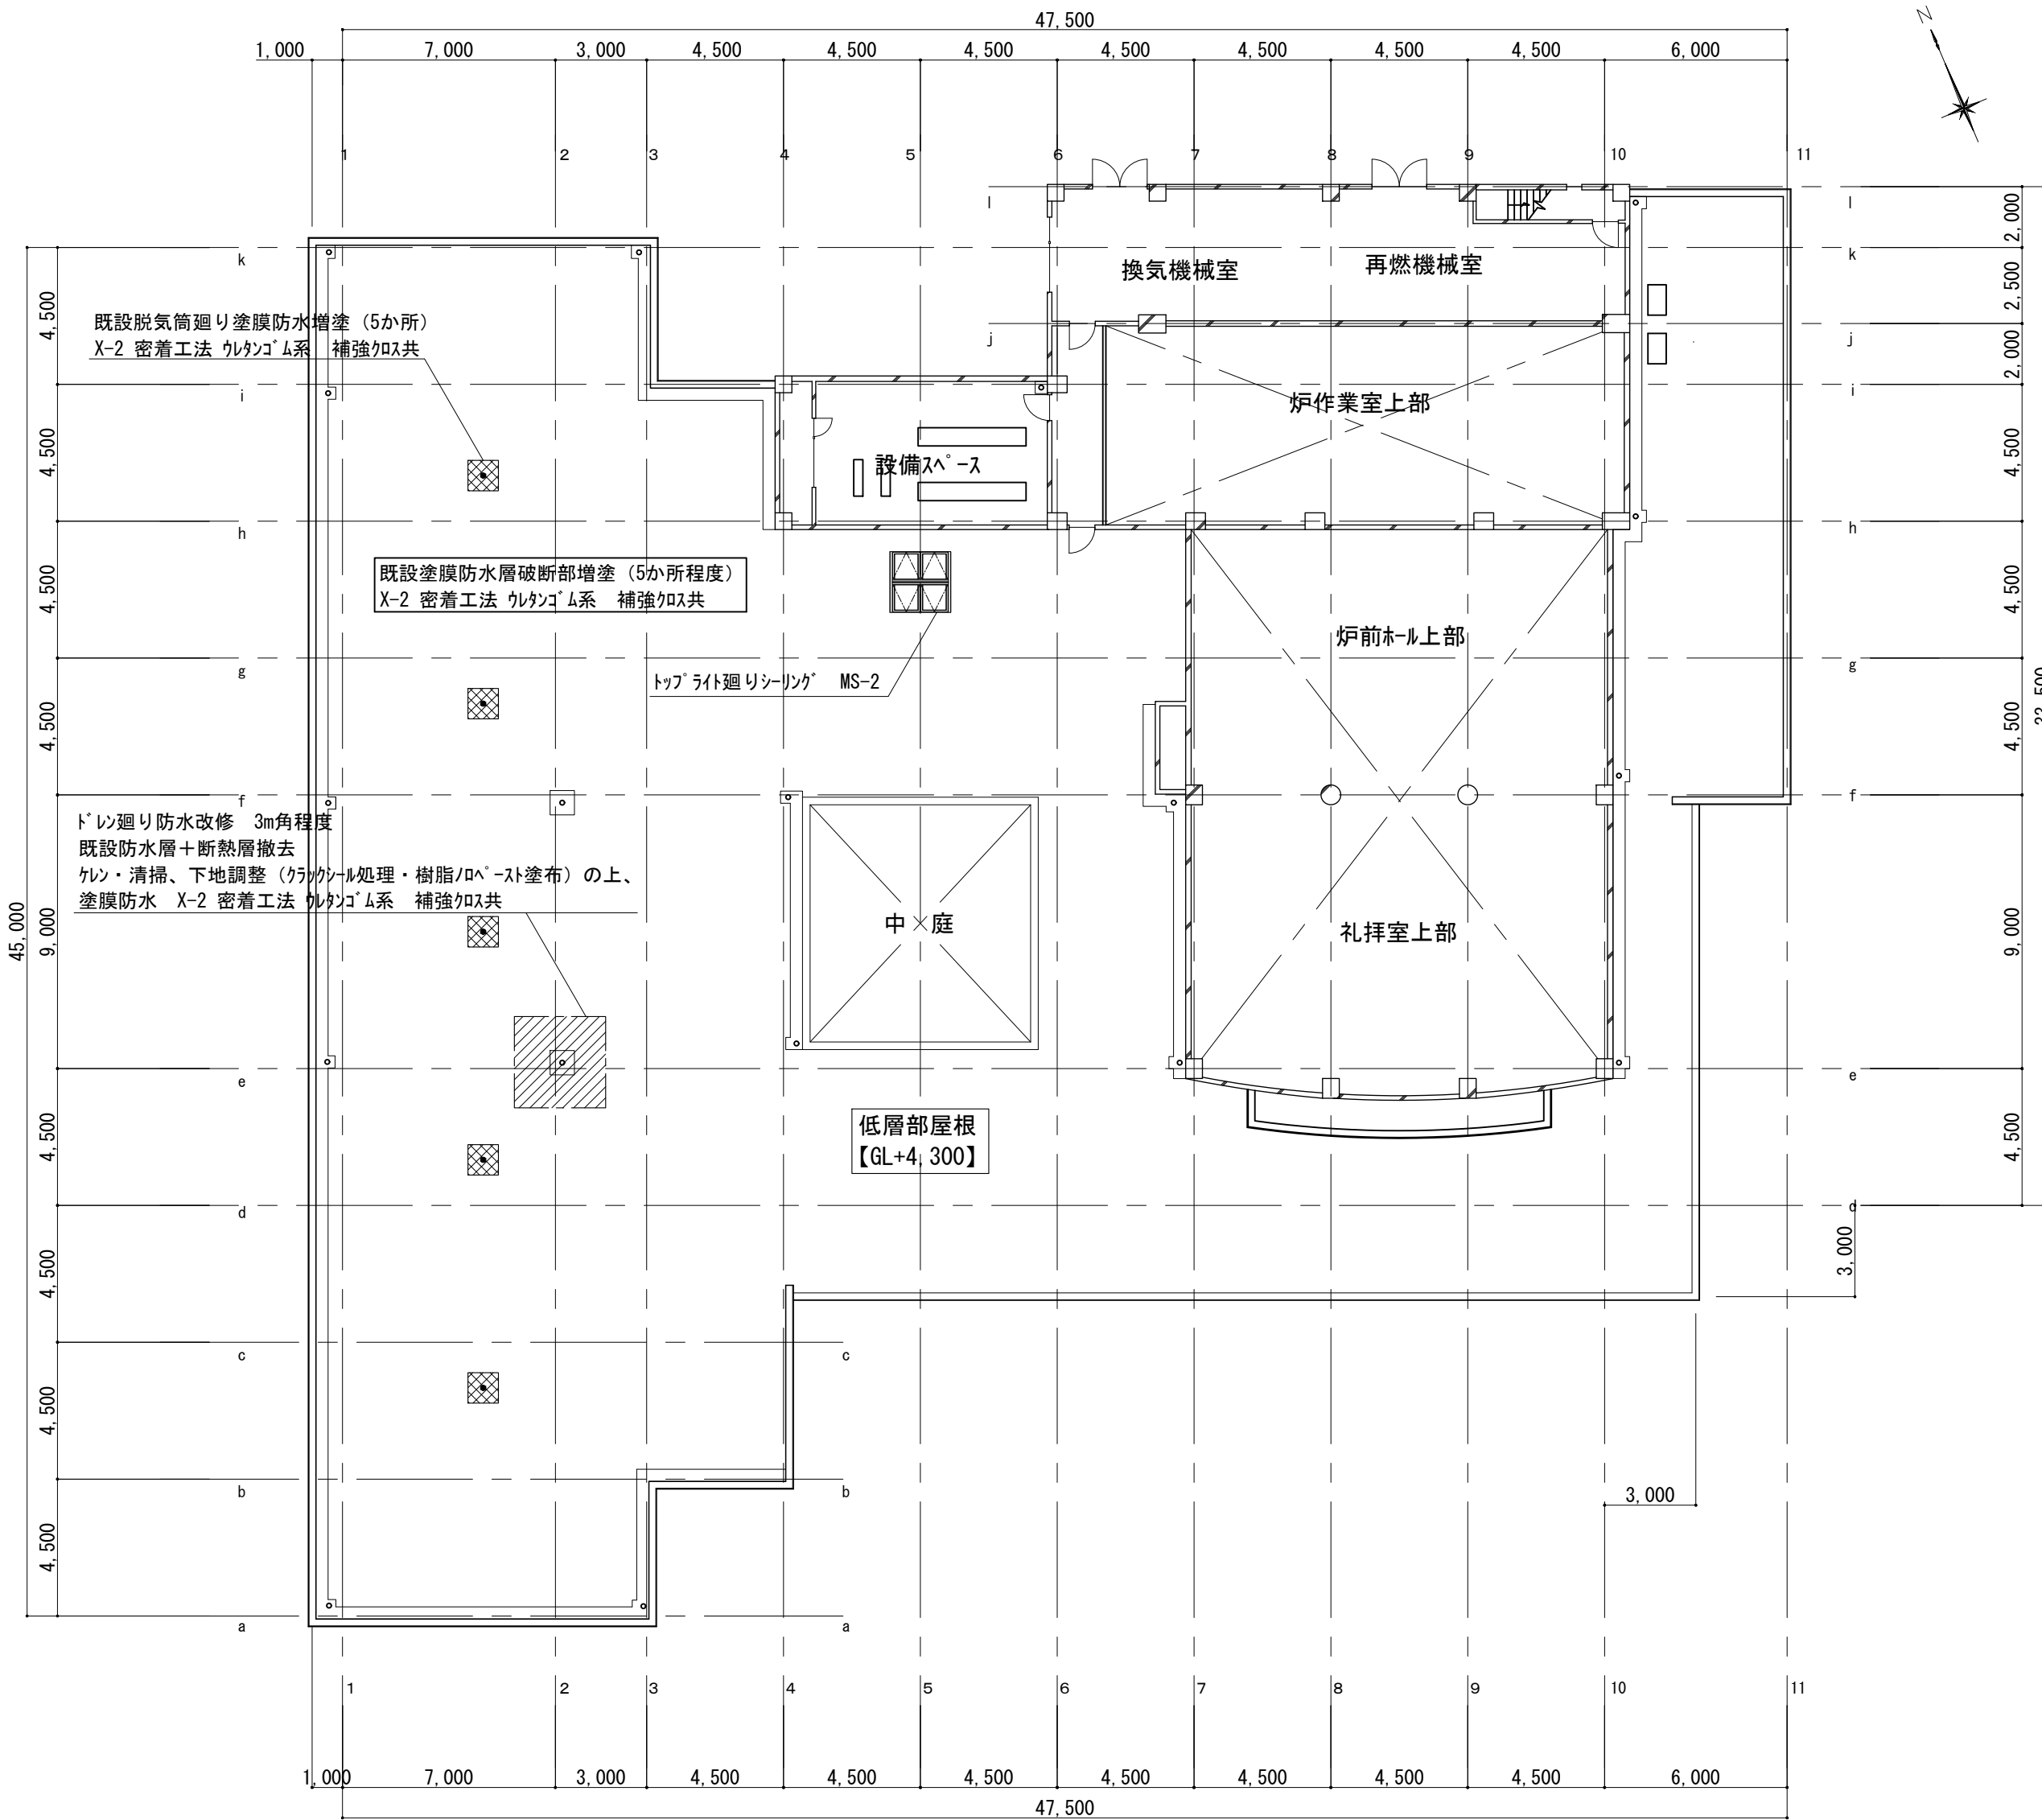 47,500
1,000 7,000 3,000 4,500 4,500 4,500 4,500 4,500 4,500 4,500 6,000
N
1 2 3 4 5 6 7 8 9 10 11
l l
2,000
k k
換気機械室 再燃機械室
4,500 2,500
既設脱気筒廻り塗膜防水増塗（5か所）
X-2 密着工法 ｳﾚﾀﾝｺﾞﾑ系 補強ｸﾛｽ共
j j
2,000
i i
炉作業室上部
4,500 4,500
設備ｽﾍﾟｰｽ
h h
既設塗膜防水層破断部増塗（5か所程度）
X-2 密着工法 ｳﾚﾀﾝｺﾞﾑ系 補強ｸﾛｽ共
4,500 4,500
炉前ﾎｰﾙ上部
g g
ﾄｯﾌﾟﾗｲﾄ廻りｼｰﾘﾝｸﾞ MS-2
4,500 4,500
f f
ﾄﾞﾚﾝ廻り防水改修 3m角程度
既設防水層＋断熱層撤去
ｹﾚﾝ・清掃、下地調整（ｸﾗｯｸｼｰﾙ処理・樹脂ﾉﾛﾍﾟｰｽﾄ塗布）の上、
塗膜防水 X-2 密着工法 ｳﾚﾀﾝｺﾞﾑ系 補強ｸﾛｽ共
45,000 9,000 9,000
中庭
礼拝室上部
e e
低層部屋根
【GL+4,300】
4,500 4,500
d d
4,500 3,000
c c
4,500
b b
3,000
4,500
a a
1 2 3 4 5 6 7 8 9 10 11
1,000 7,000 3,000 4,500 4,500 4,500 4,500 4,500 4,500 4,500 6,000
47,500